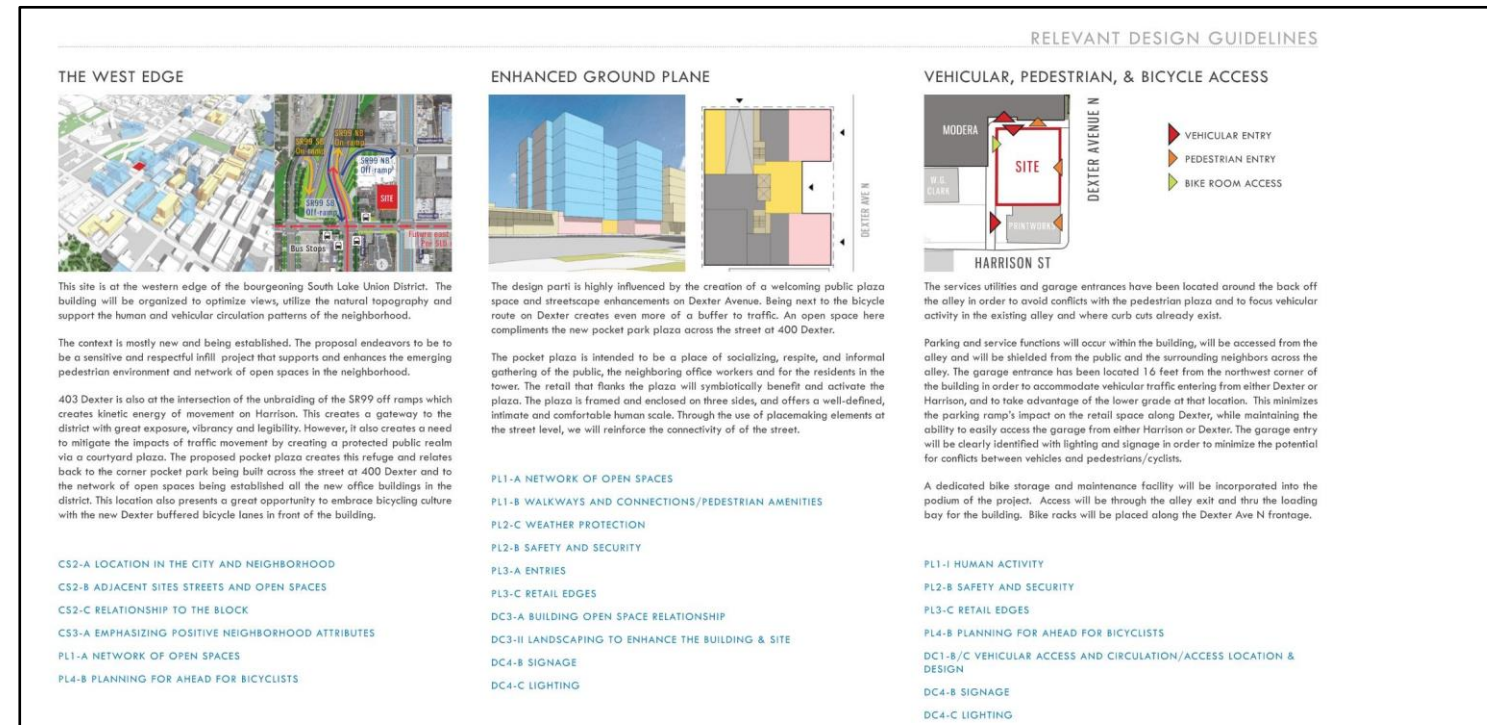 RELEVANT DESIGN GUIDELINES
THE WEST EDGE
SR99 SB
On-ramp
SR99 NB
On-ramp
SR99 NB
Off-ramp
SR99 SB
Off-ramp
SITE
Bus Stops
This site is at the western edge of the bourgeoning South Lake Union District. The
building will be organized to optimize views, utilize the natural topography and
support the human and vehicular circulation patterns of the neighborhood.
The context is mostly new and being established. The proposal endeavors to be to
be a sensitive and respectful infill project that supports and enhances the emerging
pedestrian environment and network of open spaces in the neighborhood.
403 Dexter is also at the intersection of the unbraiding of the SR99 off ramps which
creates kinetic energy of movement on Harrison. This creates a gateway to the
district with great exposure, vibrancy and legibility. However, it also creates a need
to mitigate the impacts of traffic movement by creating a protected public realm
via a courtyard plaza. The proposed pocket plaza creates this refuge and relates
back to the corner pocket park being built across the street at 400 Dexter and to
the network of open spaces being established all the new office buildings in the
district. This location also presents a great opportunity to embrace bicycling culture
with the new Dexter buffered bicycle lanes in front of the building.
CS2-A LOCATION IN THE CITY AND NEIGHBORHOOD
CS2-B ADJACENT SITES STREETS AND OPEN SPACES
CS2-C RELATIONSHIP TO THE BLOCK
CS3-A EMPHASIZING POSITIVE NEIGHBORHOOD ATTRIBUTES
PL1-A NETWORK OF OPEN SPACES
PL4-B PLANNING FOR AHEAD FOR BICYCLISTS
ENHANCED GROUND PLANE
DEXTER AVE N
The design parti is highly influenced by the creation of a welcoming public plaza
space and streetscape enhancements on Dexter Avenue. Being next to the bicycle
route on Dexter creates even more of a buffer to traffic. An open space here
compliments the new pocket park plaza across the street at 400 Dexter.
The pocket plaza is intended to be a place of socializing, respite, and informal
gathering of the public, the neighboring office workers and for the residents in the
tower. The retail that flanks the plaza will symbiotically benefit and activate the
plaza. The plaza is framed and enclosed on three sides, and offers a well-defined,
intimate and comfortable human scale. Through the use of placemaking elements at
the street level, we will reinforce the connectivity of of the street.
PL1-A NETWORK OF OPEN SPACES
PL1-B WALKWAYS AND CONNECTIONS/PEDESTRIAN AMENITIES
PL2-C WEATHER PROTECTION
PL2-B SAFETY AND SECURITY
PL3-A ENTRIES
PL3-C RETAIL EDGES
DC3-A BUILDING OPEN SPACE RELATIONSHIP
DC3-II LANDSCAPING TO ENHANCE THE BUILDING & SITE
DC4-B SIGNAGE
DC4-C LIGHTING
VEHICULAR, PEDESTRIAN, & BICYCLE ACCESS
MODERA
W.G.
CLARK
SITE
PRINTWORKS
DEXTER AVENUE N
HARRISON ST
VEHICULAR ENTRY
PEDESTRIAN ENTRY
BIKE ROOM ACCESS
The services utilities and garage entrances have been located around the back off
the alley in order to avoid conflicts with the pedestrian plaza and to focus vehicular
activity in the existing alley and where curb cuts already exist.
Parking and service functions will occur within the building, will be accessed from the
alley and will be shielded from the public and the surrounding neighbors across the
alley. The garage entrance has been located 16 feet from the northwest corner of
the building in order to accommodate vehicular traffic entering from either Dexter or
Harrison, and to take advantage of the lower grade at that location. This minimizes
the parking ramp's impact on the retail space along Dexter, while maintaining the
ability to easily access the garage from either Harrison or Dexter. The garage entry
will be clearly identified with lighting and signage in order to minimize the potential
for conflicts between vehicles and pedestrians/cyclists.
A dedicated bike storage and maintenance facility will be incorporated into the
podium of the project. Access will be through the alley exit and thru the loading
bay for the building. Bike racks will be placed along the Dexter Ave N frontage.
PL1-I HUMAN ACTIVITY
PL2-B SAFETY AND SECURITY
PL3-C RETAIL EDGES
PL4-B PLANNING FOR AHEAD FOR BICYCLISTS
DC1-B/C VEHICULAR ACCESS AND CIRCULATION/ACCESS LOCATION &
DESIGN
DC4-B SIGNAGE
DC4-C LIGHTING